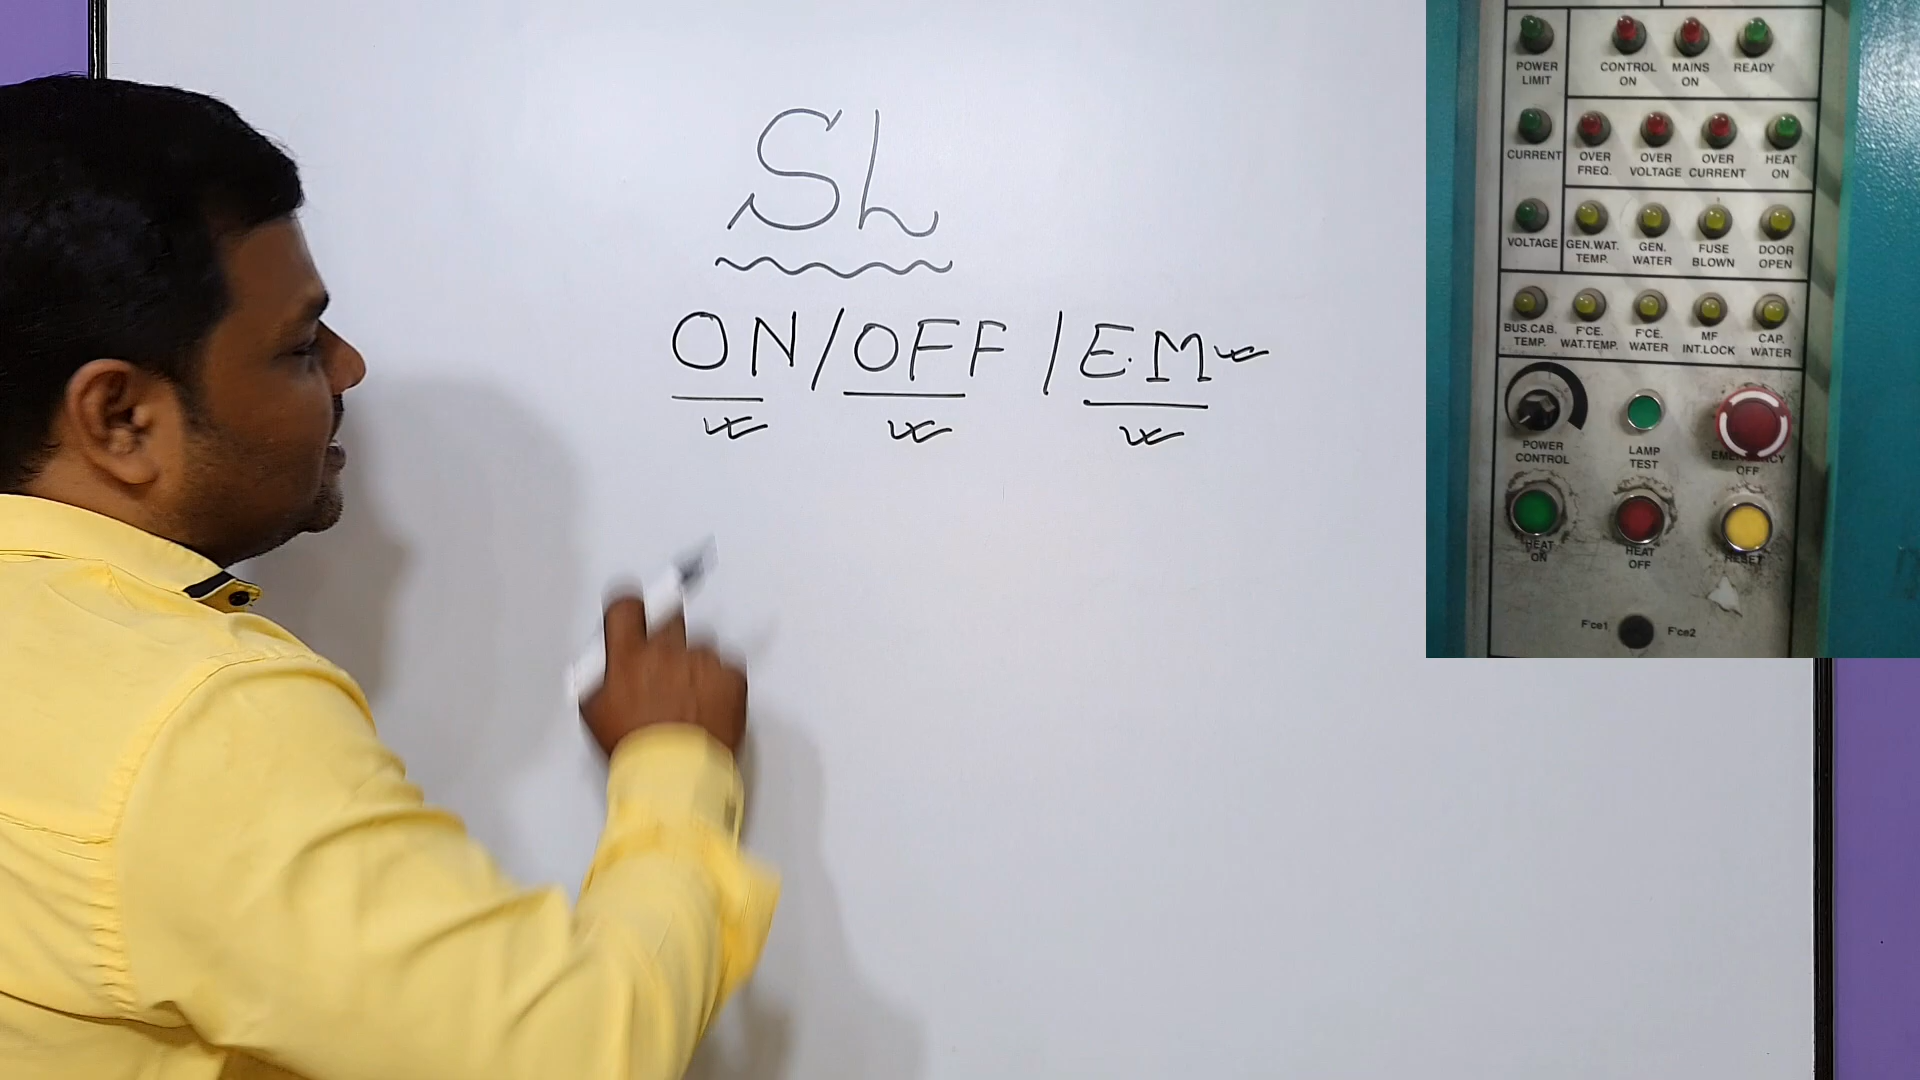 SL
ON/OFF/E.M
POWER LIMIT
CONTROL ON
MAINS ON
READY
CURRENT
OVER FREQ.
OVER VOLTAGE
OVER CURRENT
HEAT ON
VOLTAGE
GEN.WAT. TEMP.
GEN. WATER
FUSE BLOWN
DOOR OPEN
BUS.CAB. TEMP.
F'CE. WAT.TEMP.
F'CE. WATER
MF INT.LOCK
CAP. WATER
POWER CONTROL
LAMP TEST
EMERGENCY OFF
HEAT ON
HEAT OFF
RESET
F'ce1 F'ce2